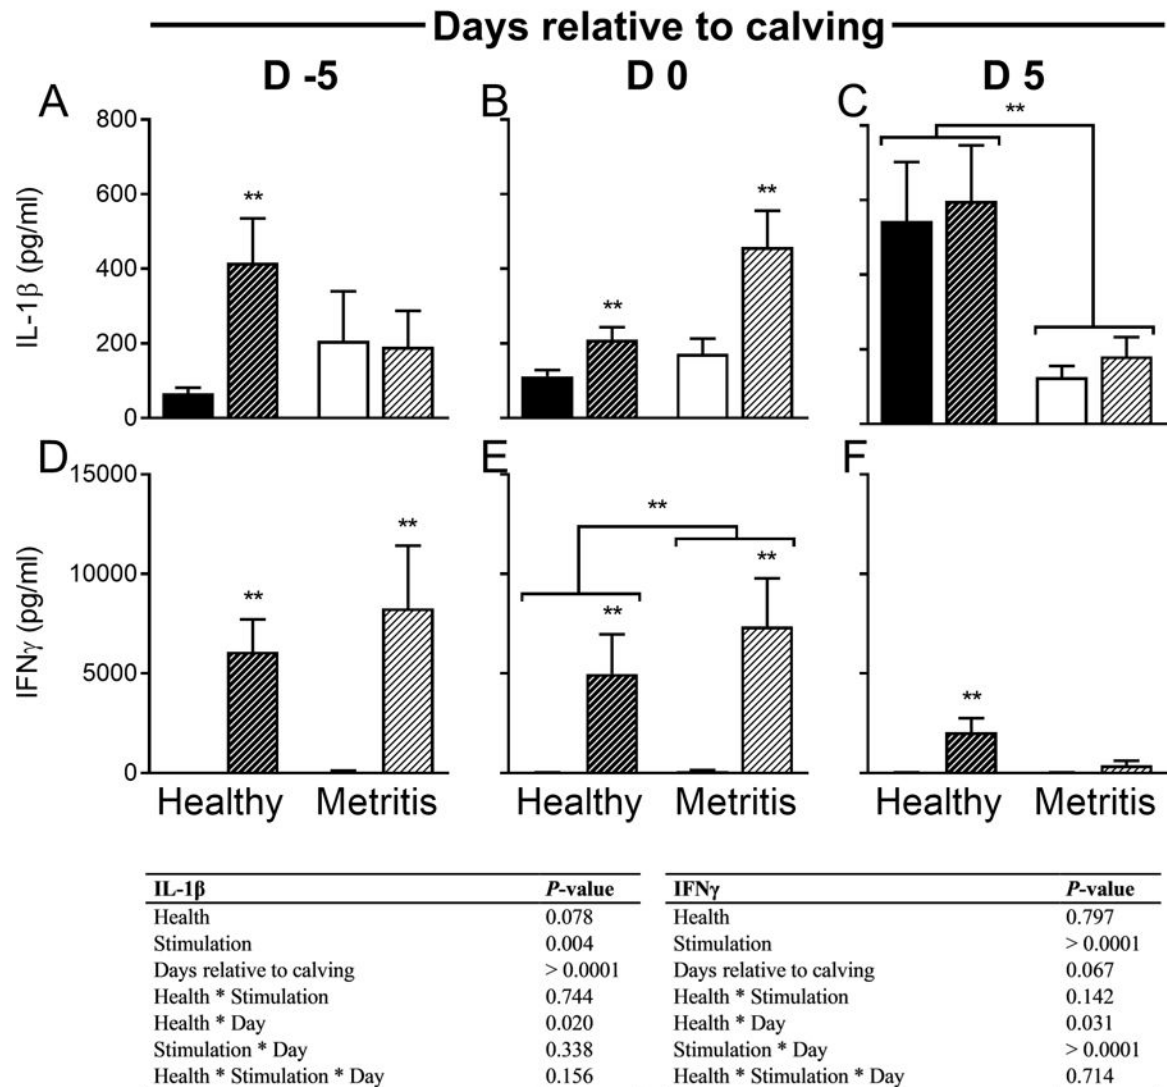 Days relative to calving
D -5 D 0 D 5
A B C
800
600
400
200
0
IL-1β (pg/ml)
** ** ** **
D E F
15000
10000
5000
0
IFNγ (pg/ml)
** ** ** ** ** **
Healthy Metritis Healthy Metritis Healthy Metritis
IL-1β P-value
Health 0.078
Stimulation 0.004
Days relative to calving > 0.0001
Health * Stimulation 0.744
Health * Day 0.020
Stimulation * Day 0.338
Health * Stimulation * Day 0.156
IFNγ P-value
Health 0.797
Stimulation > 0.0001
Days relative to calving 0.067
Health * Stimulation 0.142
Health * Day 0.031
Stimulation * Day > 0.0001
Health * Stimulation * Day 0.714